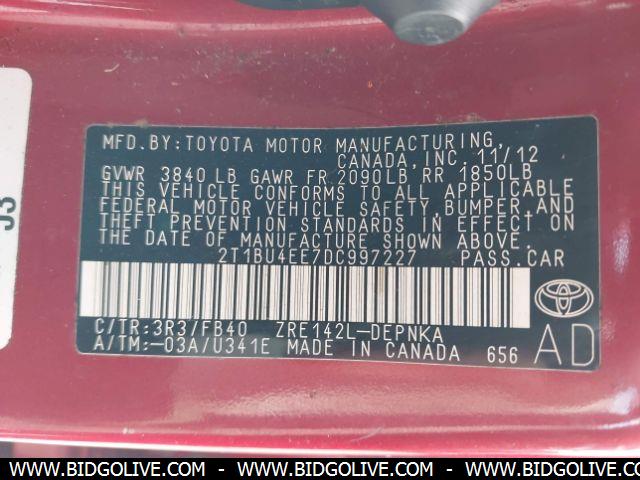 J3
MFD.BY:TOYOTA MOTOR MANUFACTURING,
CANADA,INC. 11/12
GVWR 3840 LB GAWR FR 2090LB RR 1850LB
THIS VEHICLE CONFORMS TO ALL APPLICABLE
FEDERAL MOTOR VEHICLE SAFETY,BUMPER,AND
THEFT PREVENTION STANDARDS IN EFFECT ON
THE DATE OF MANUFACTURE SHOWN ABOVE.
2T1BU4EE7DC997227 PASS.CAR
C/TR:3R3/FB40 ZRE142L-DEPNKA
A/TM:-03A/U341E MADE IN CANADA 656
AD
WWW.BIDGOLIVE.COM - WWW.BIDGOLIVE.COM - WWW.BIDGOLIVE.COM